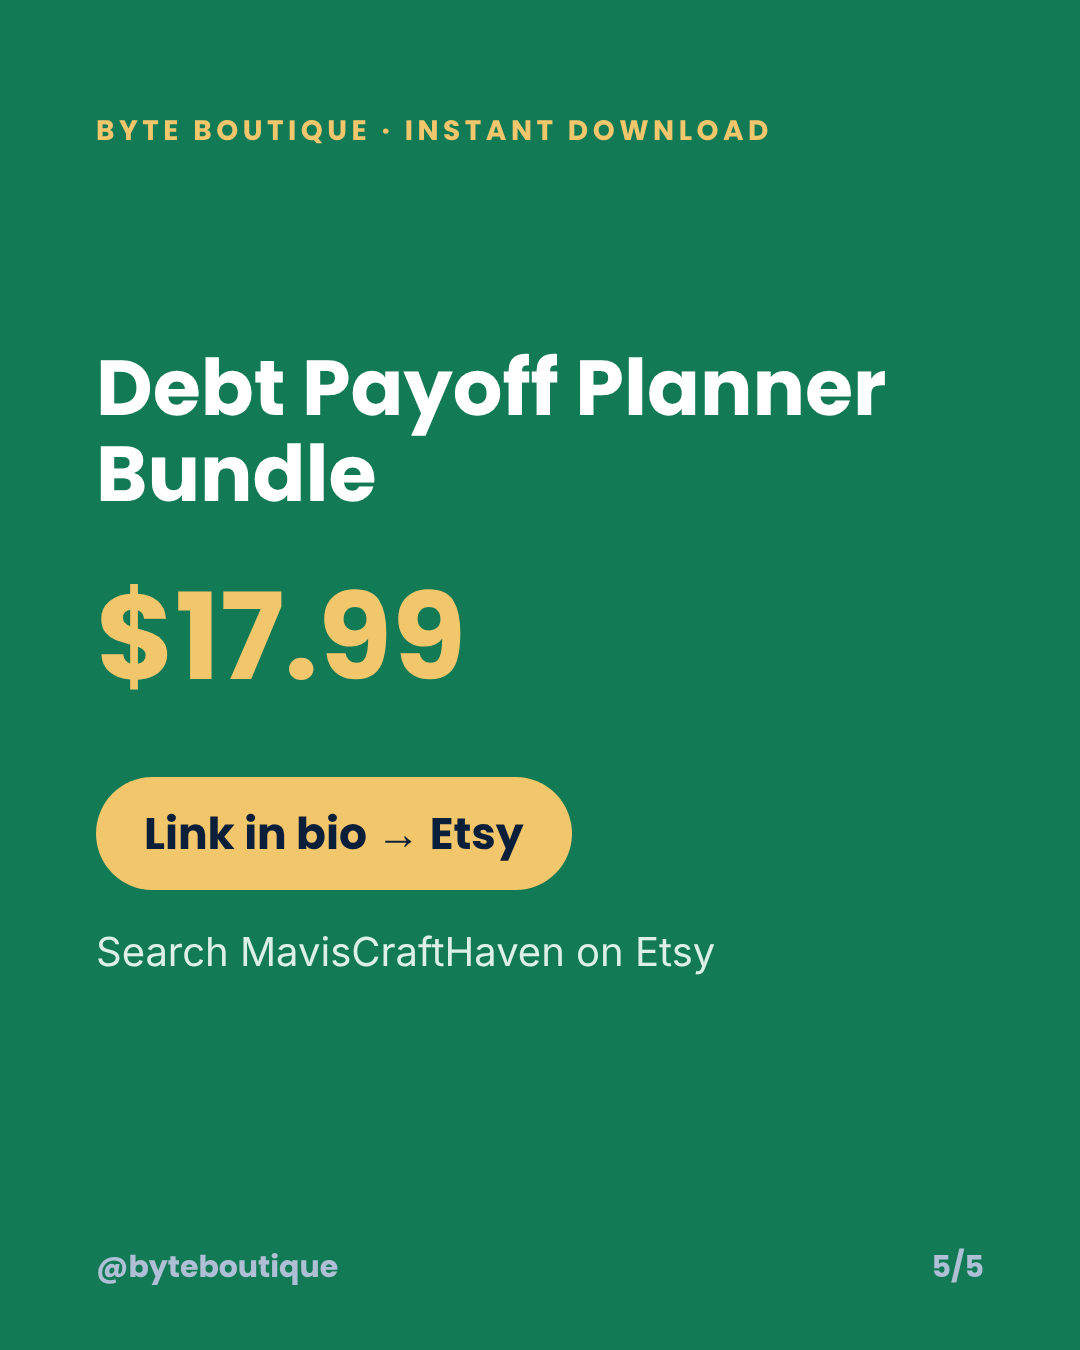 BYTE BOUTIQUE · INSTANT DOWNLOAD
Debt Payoff Planner
Bundle
$17.99
Link in bio → Etsy
Search MavisCraftHaven on Etsy
@byteboutique
5/5